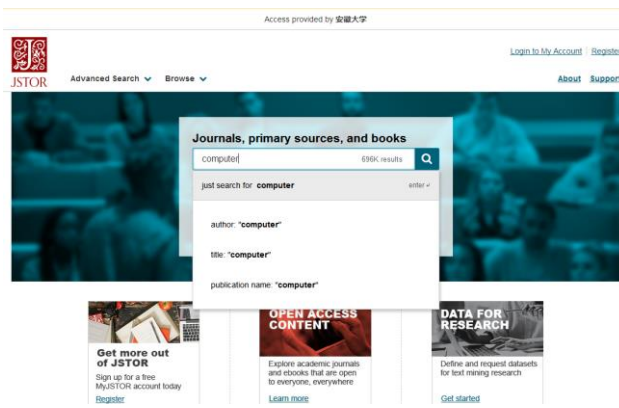 Access provided by 安徽大学
JSTOR
Login to My Account Register
Advanced Search Browse
About Support
Journals, primary sources, and books
computer 696K results
just search for computer enter
author: "computer"
title: "computer"
publication name: "computer"
Get more out
of JSTOR
Sign up for a free
MyJSTOR account today
Register
OPEN ACCESS
CONTENT
Explore academic journals
and ebooks that are open
to everyone, everywhere
Learn more
DATA FOR
RESEARCH
Define and request datasets
for text mining research
Get started